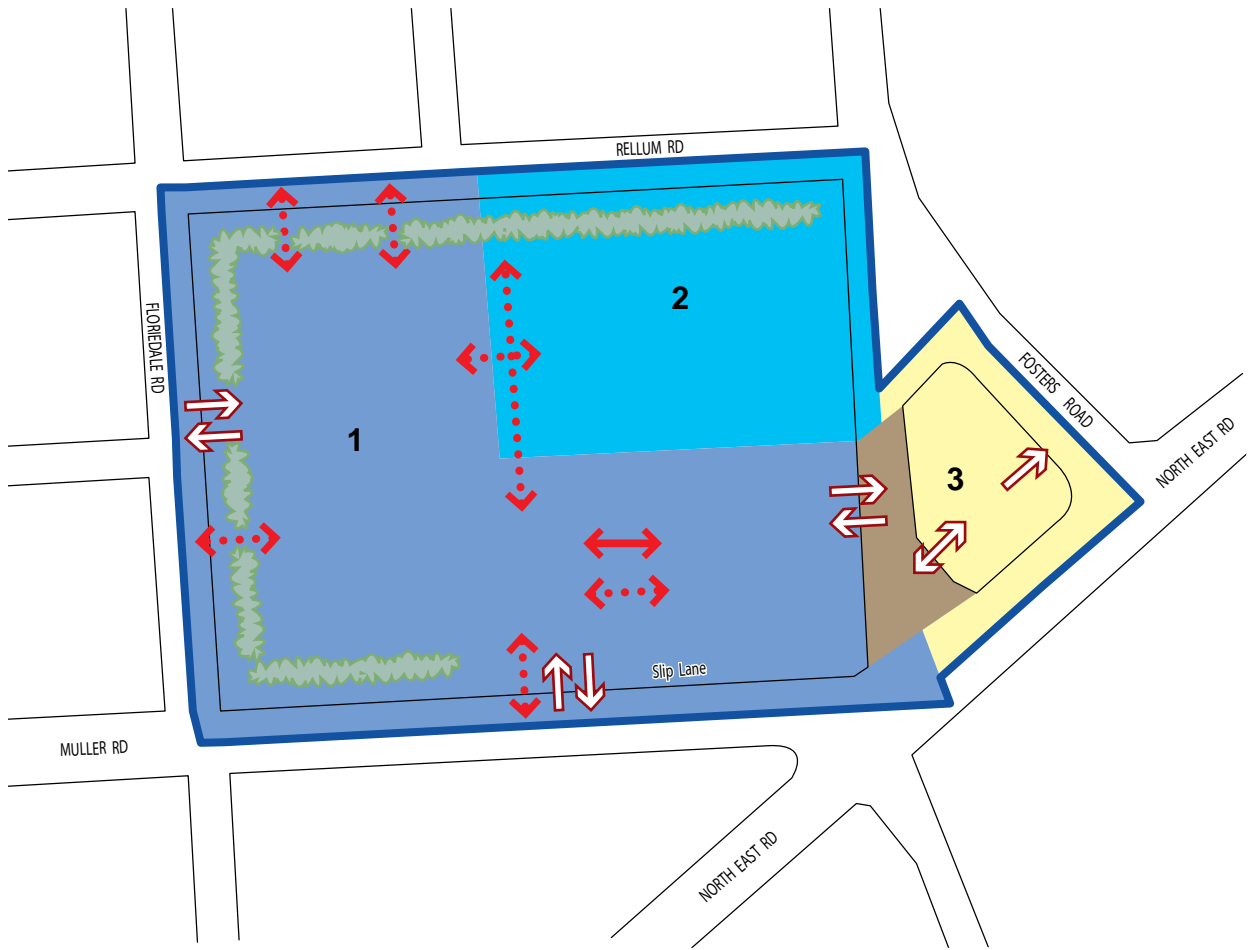 RELLUM RD
2
FLORIEDALE RD
FOSTERS ROAD
1
NORTH EAST RD
3
Slip Lane
MULLER RD
NORTH EAST RD